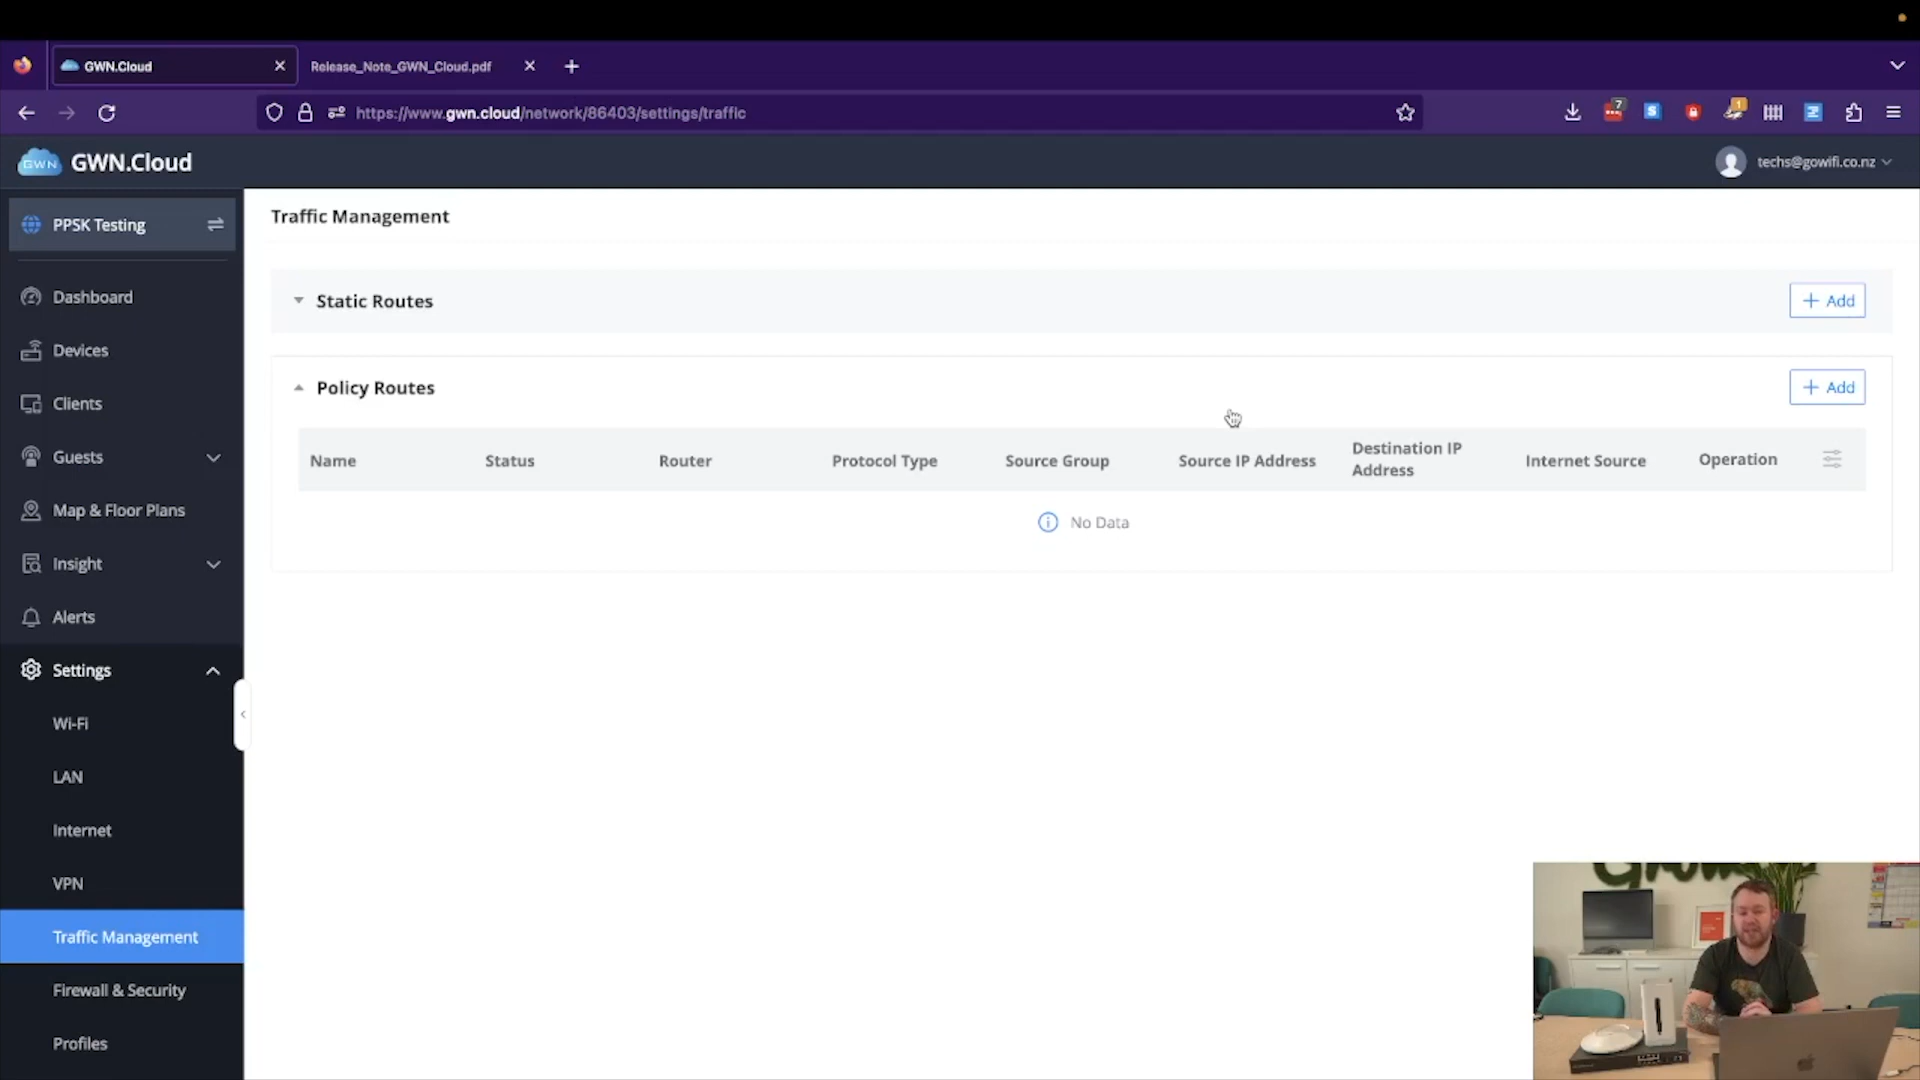 GWN.Cloud
Release_Note_GWN_Cloud.pdf
https://www.gwn.cloud/network/86403/settings/traffic
7
S
1
GWN
GWN.Cloud
techs@gowifi.co.nz
PPSK Testing
Dashboard
Devices
Clients
Guests
Map & Floor Plans
Insight
Alerts
Settings
Wi-Fi
LAN
Internet
VPN
Traffic Management
Firewall & Security
Profiles
Traffic Management
Static Routes
+ Add
Policy Routes
+ Add
Name Status Router Protocol Type Source Group Source IP Address Destination IP Address Internet Source Operation
No Data